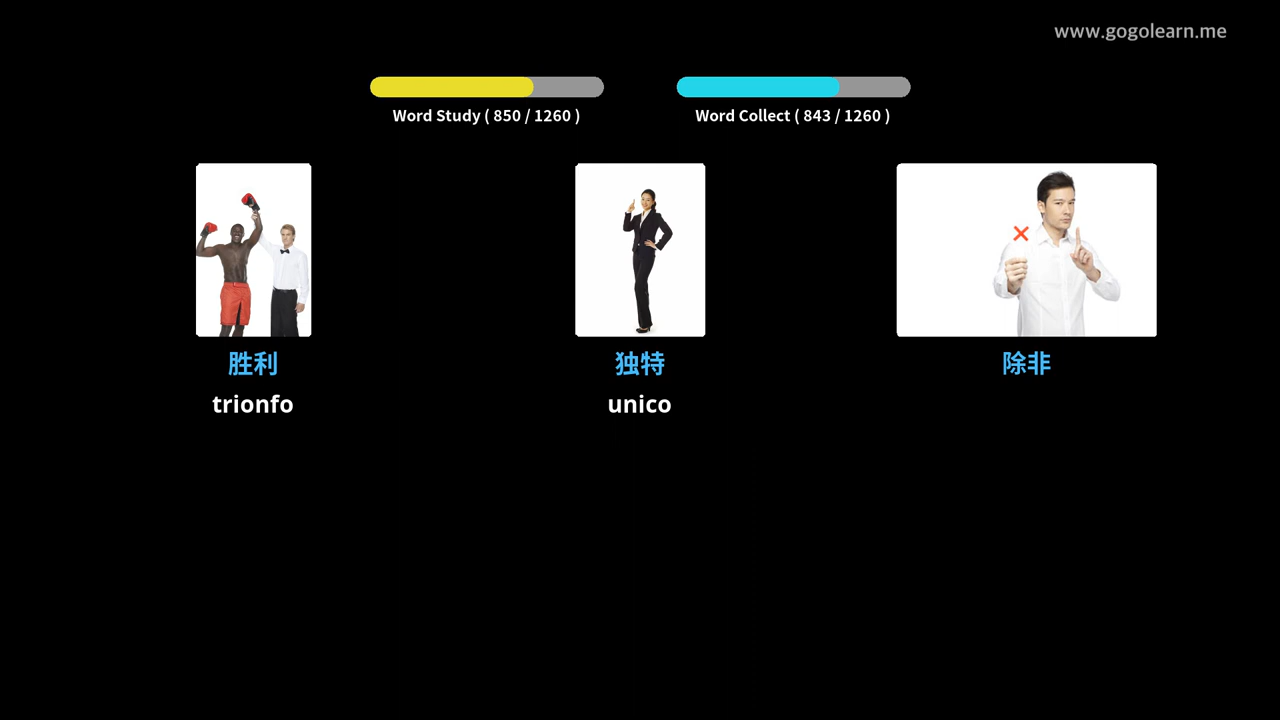 www.gogolearn.me
Word Study ( 850 / 1260 )
Word Collect ( 843 / 1260 )
胜利
独特
除非
trionfo
unico